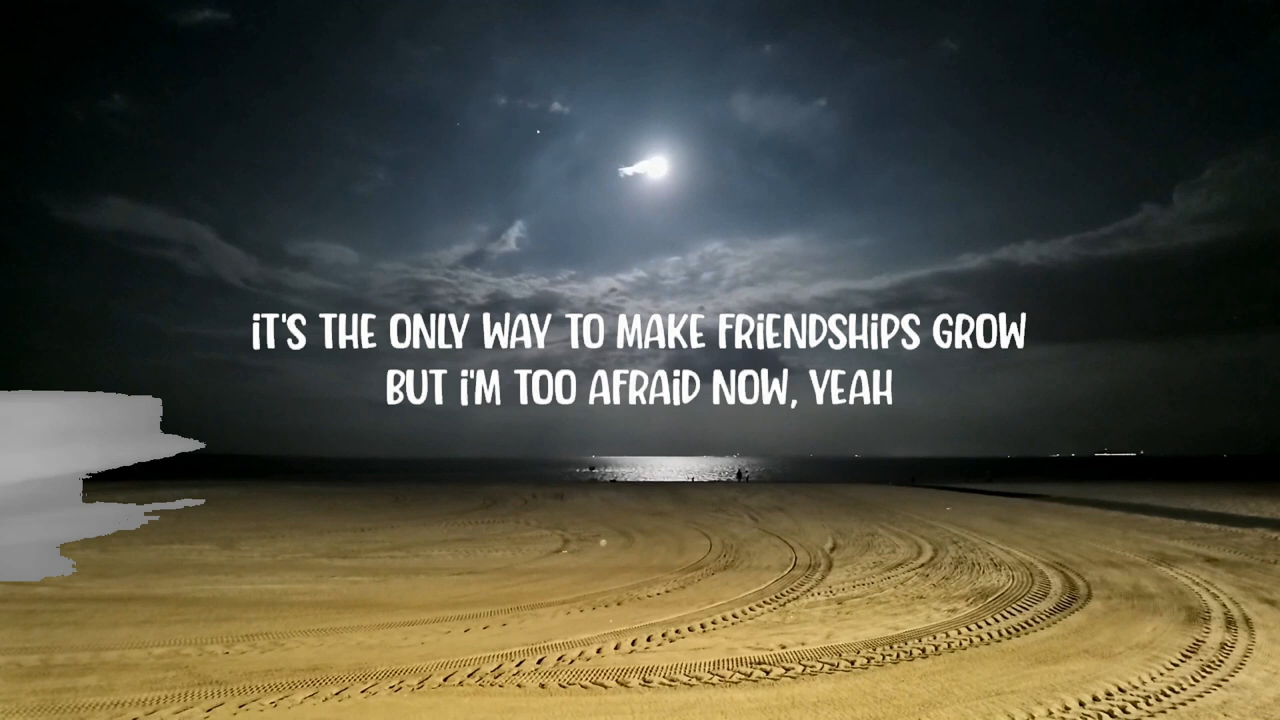 iT'S THE ONLY WAY TO MAKE FRiENDSHiPS GROW
BUT i'M TOO AFRAiD NOW, YEAH